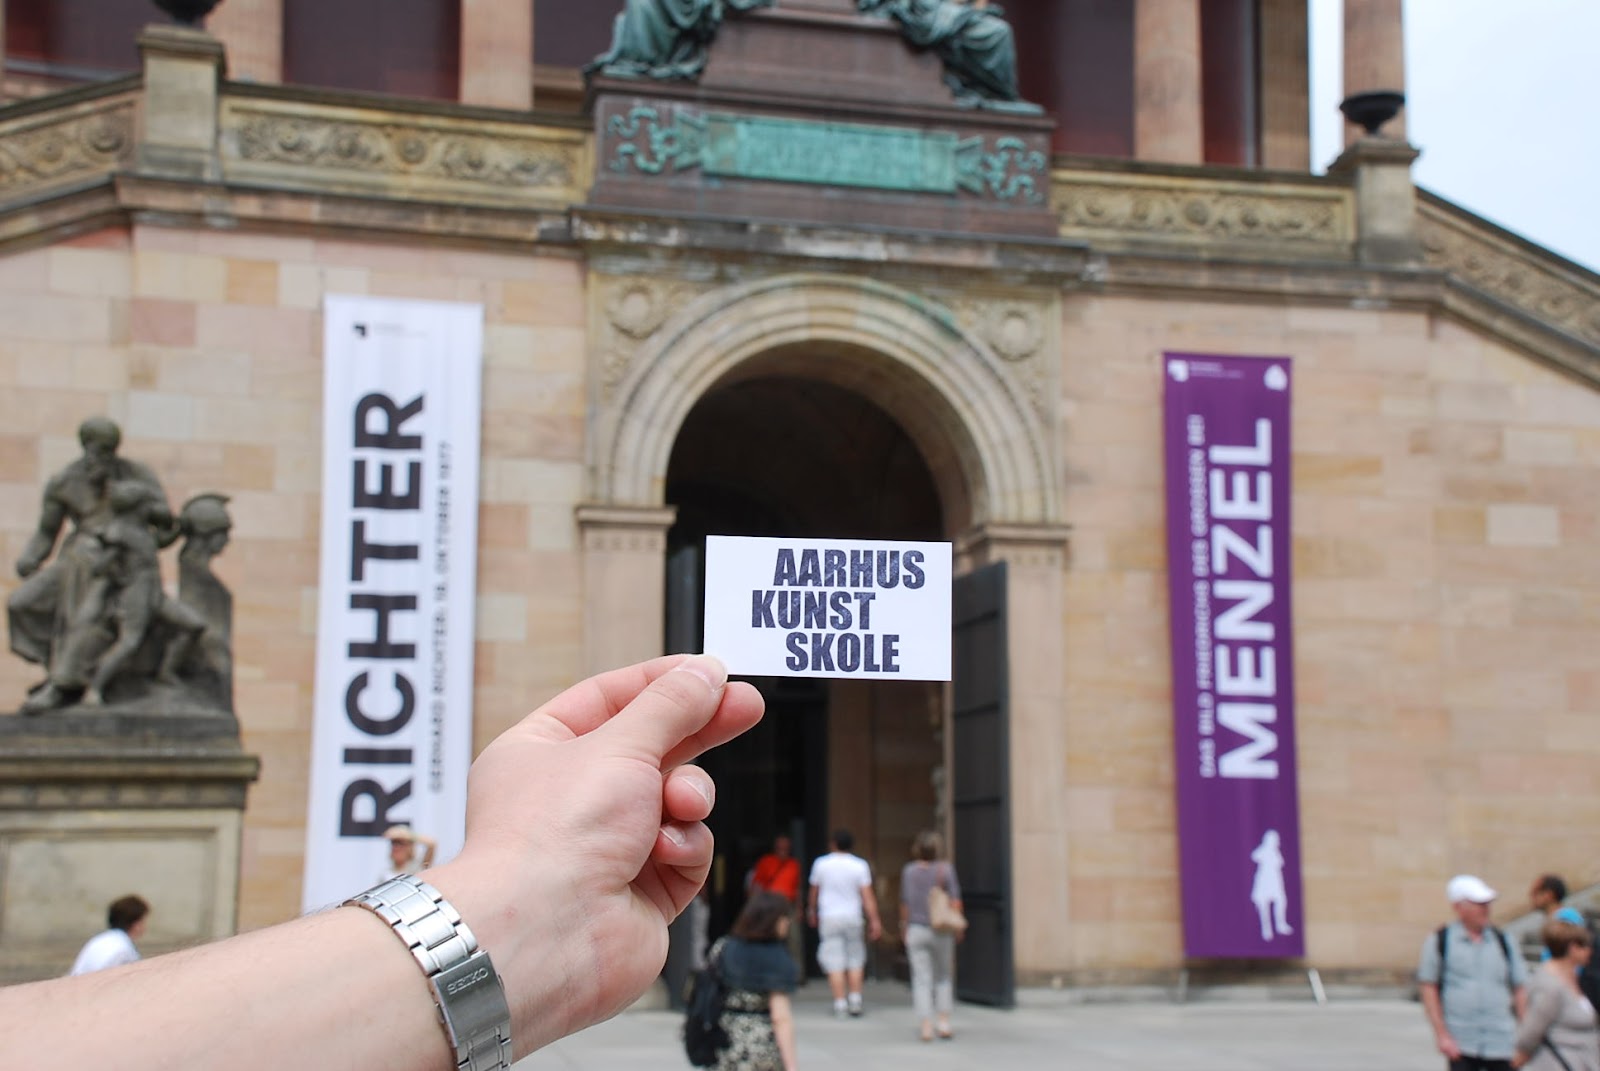 RICHTER
GERHARD RICHTER: 18. OKTOBER 1977
AARHUS
KUNST
SKOLE
DAS BILD FRIEDRICHS DES GROSSEN BEI
MENZEL
SEIKO